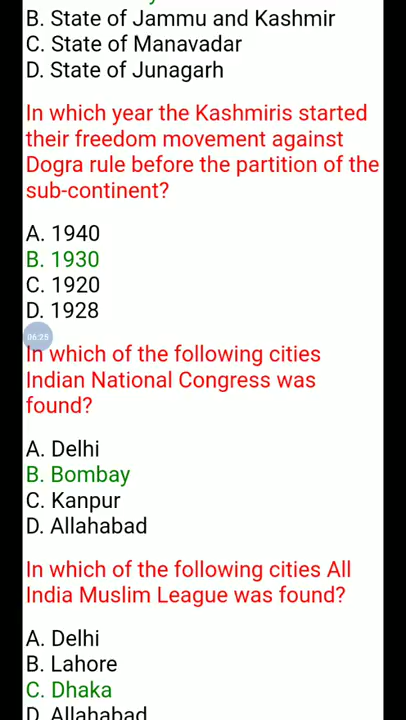 B. State of Jammu and Kashmir
C. State of Manavadar
D. State of Junagarh
In which year the Kashmiris started
their freedom movement against
Dogra rule before the partition of the
sub-continent?
A. 1940
B. 1930
C. 1920
D. 1928
06:25
In which of the following cities
Indian National Congress was
found?
A. Delhi
B. Bombay
C. Kanpur
D. Allahabad
In which of the following cities All
India Muslim League was found?
A. Delhi
B. Lahore
C. Dhaka
D. Allahabad